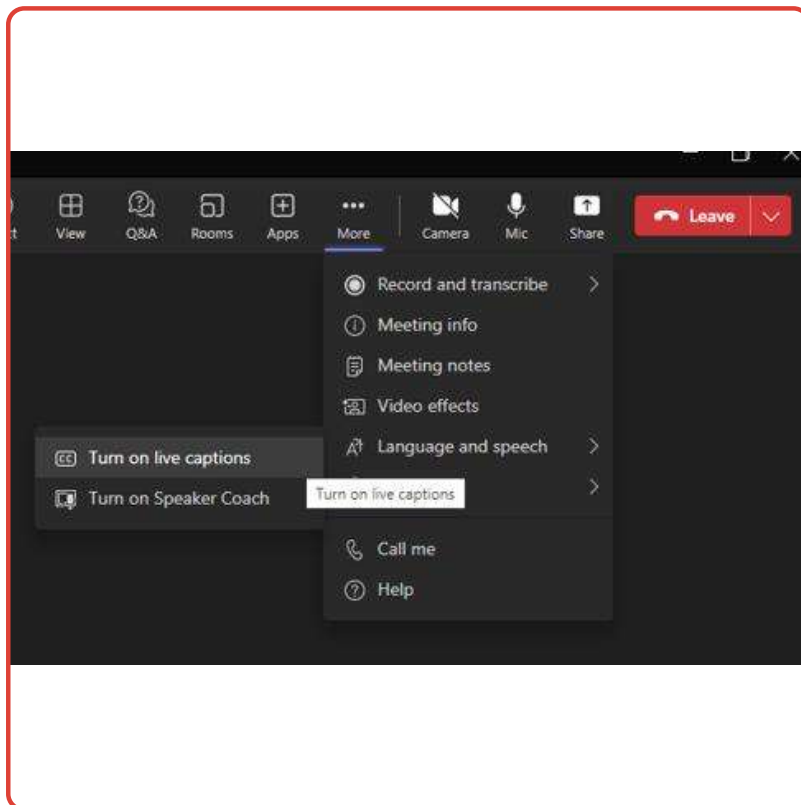 View Q&A Rooms Apps More Camera Mic Share Leave
Record and transcribe
Meeting info
Meeting notes
Video effects
Language and speech
Turn on live captions
Turn on Speaker Coach
Turn on live captions
Call me
Help